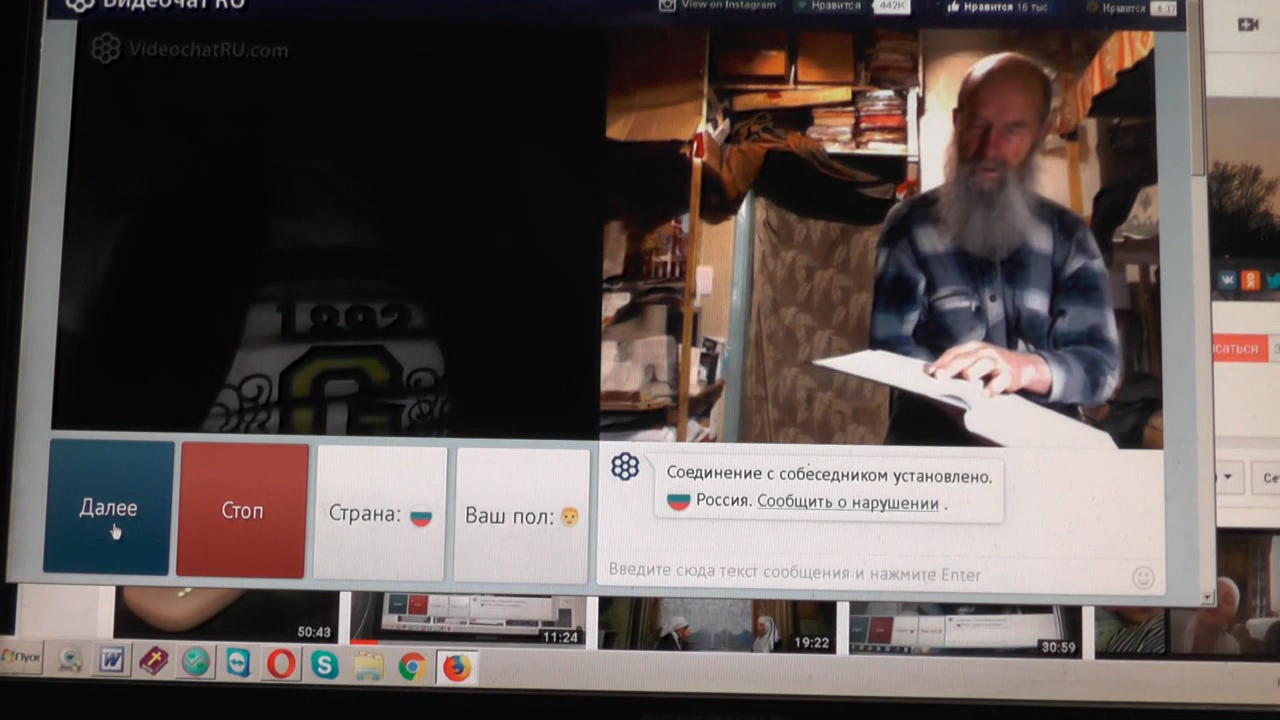 Видеочат RU
View on Instagram
Нравится
442K
Нравится 16 тыс
Нравится
VideochatRU.com
1892
G
Далее
Стоп
Страна:
Ваш пол:
Соединение с собеседником установлено.
Россия. Сообщить о нарушении .
Введите сюда текст сообщения и нажмите Enter
50:43
11:24
19:22
30:59
Пуск